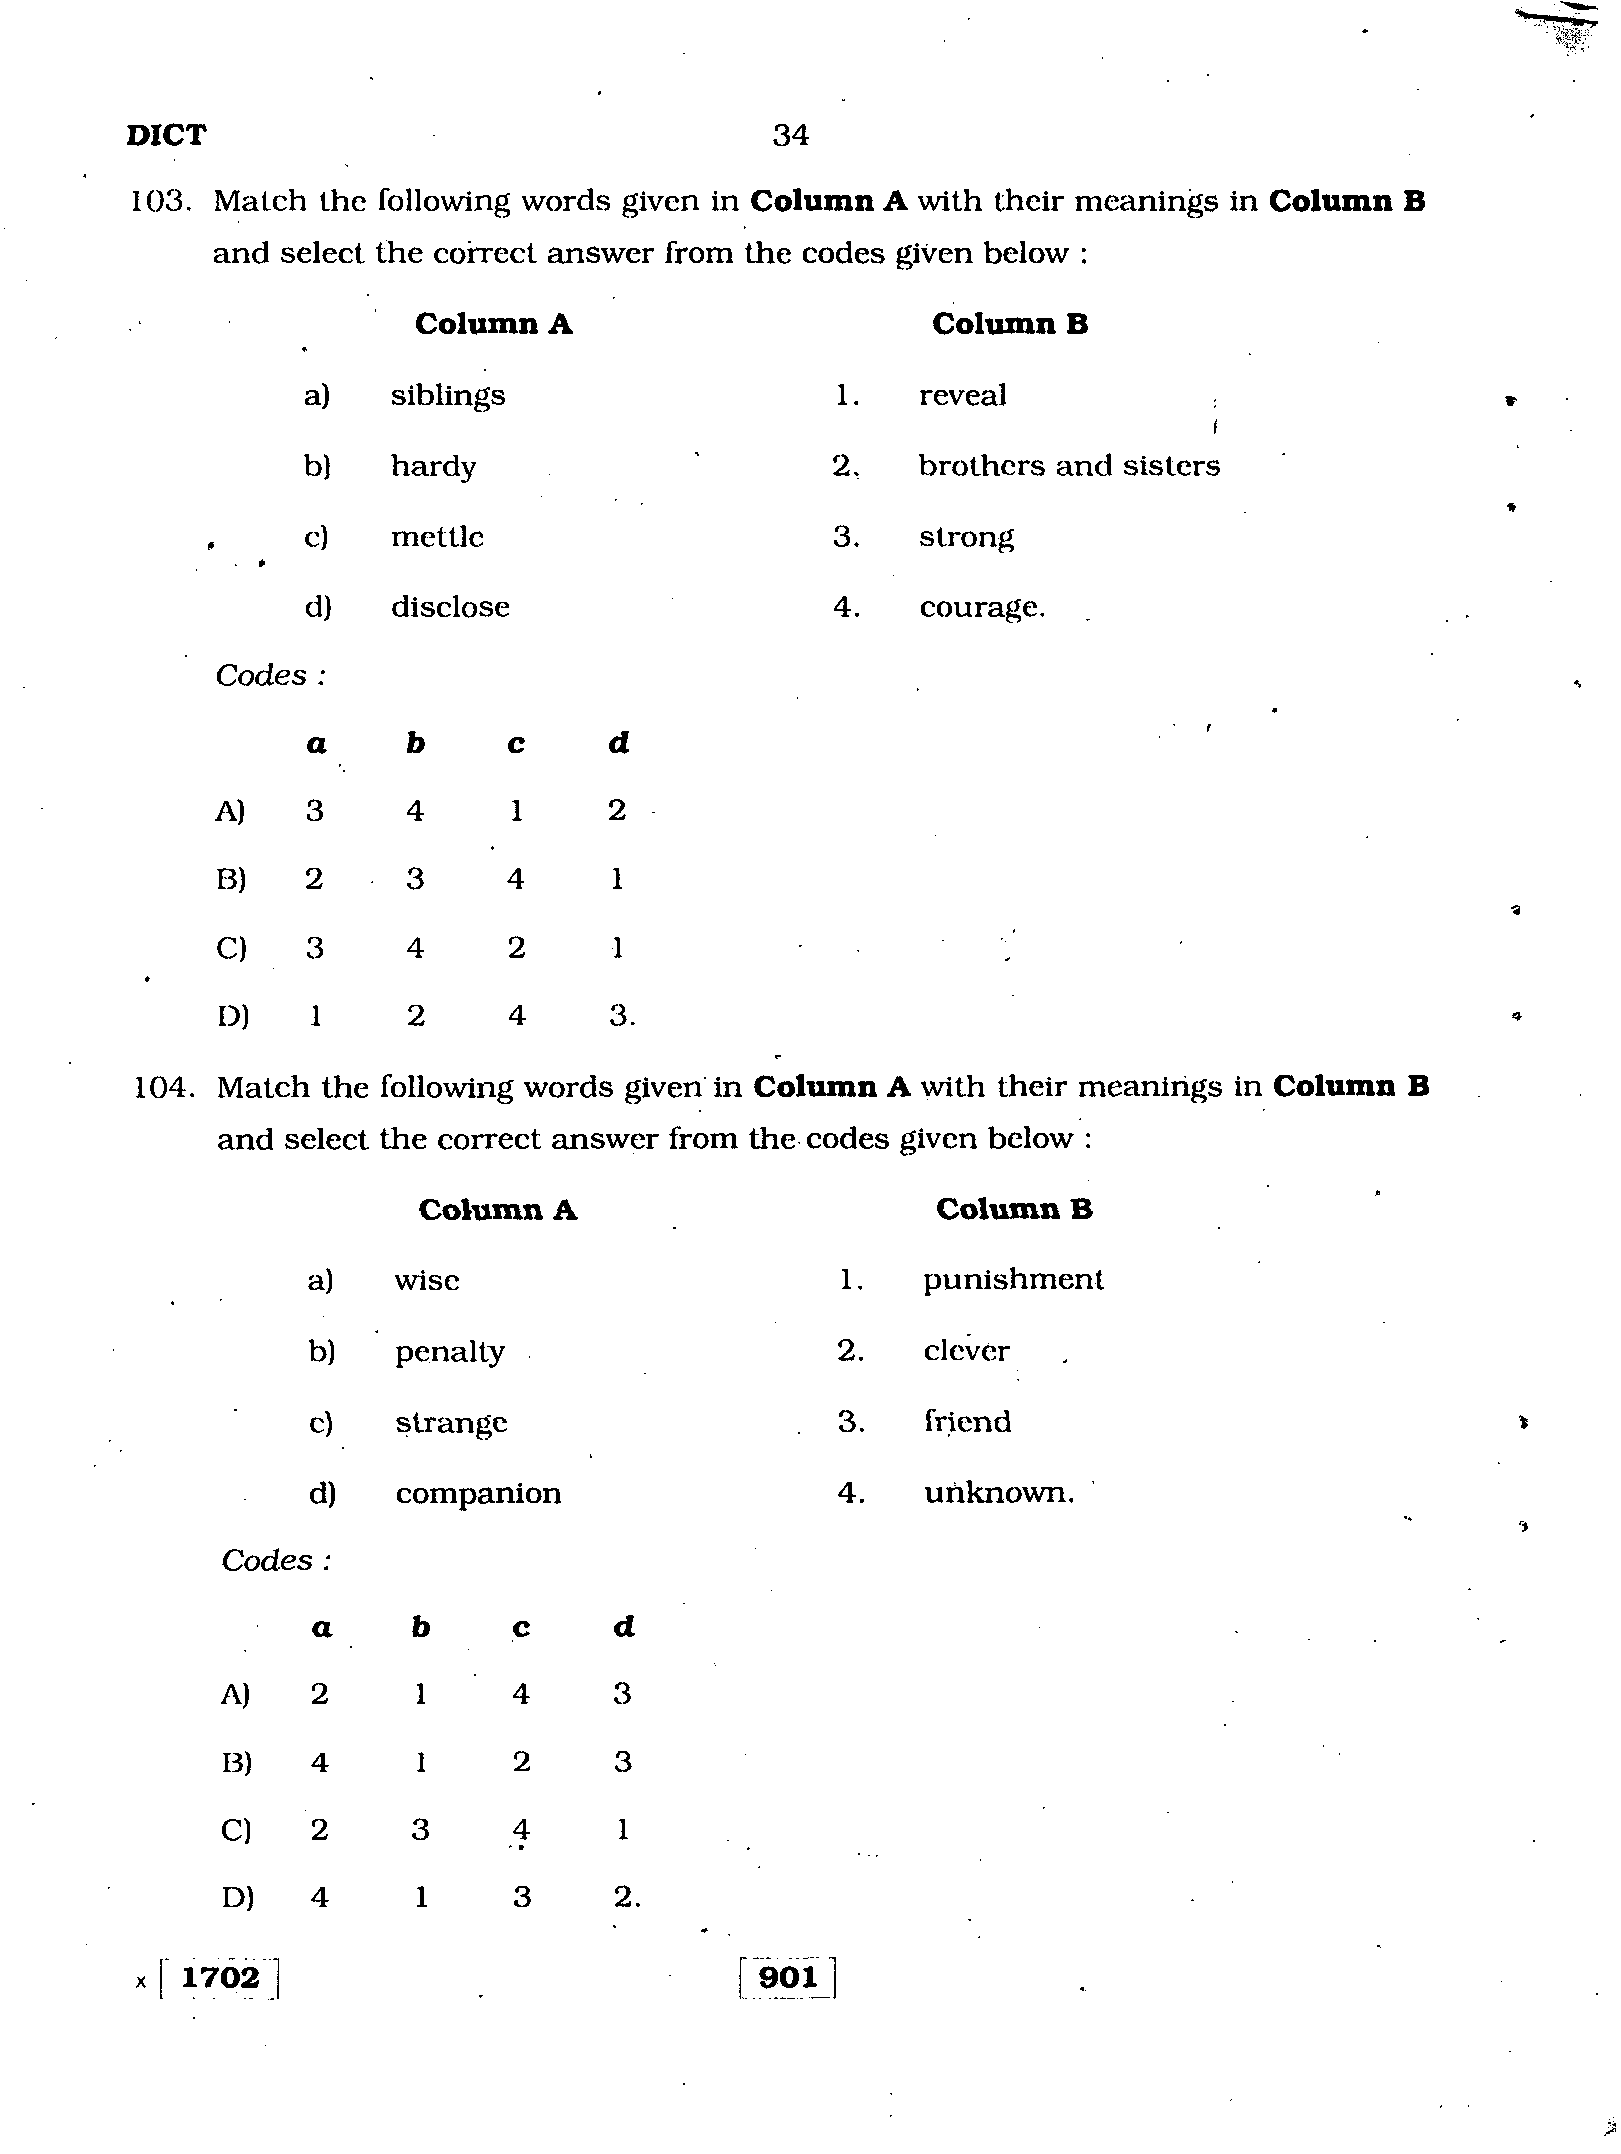 DICT 34
103. Match the following words given in Column A with their meanings in Column B
and select the correct answer from the codes given below :
Column A Column B
a) siblings 1. reveal
b) hardy 2. brothers and sisters
c) mettle 3. strong
d) disclose 4. courage.
Codes :
a b c d
A) 3 4 1 2
B) 2 3 4 1
C) 3 4 2 1
D) 1 2 4 3.
104. Match the following words given in Column A with their meanings in Column B
and select the correct answer from the codes given below :
Column A Column B
a) wise 1. punishment
b) penalty 2. clever
c) strange 3. friend
d) companion 4. unknown.
Codes :
a b c d
A) 2 1 4 3
B) 4 1 2 3
C) 2 3 4 1
D) 4 1 3 2.
x 1702 901